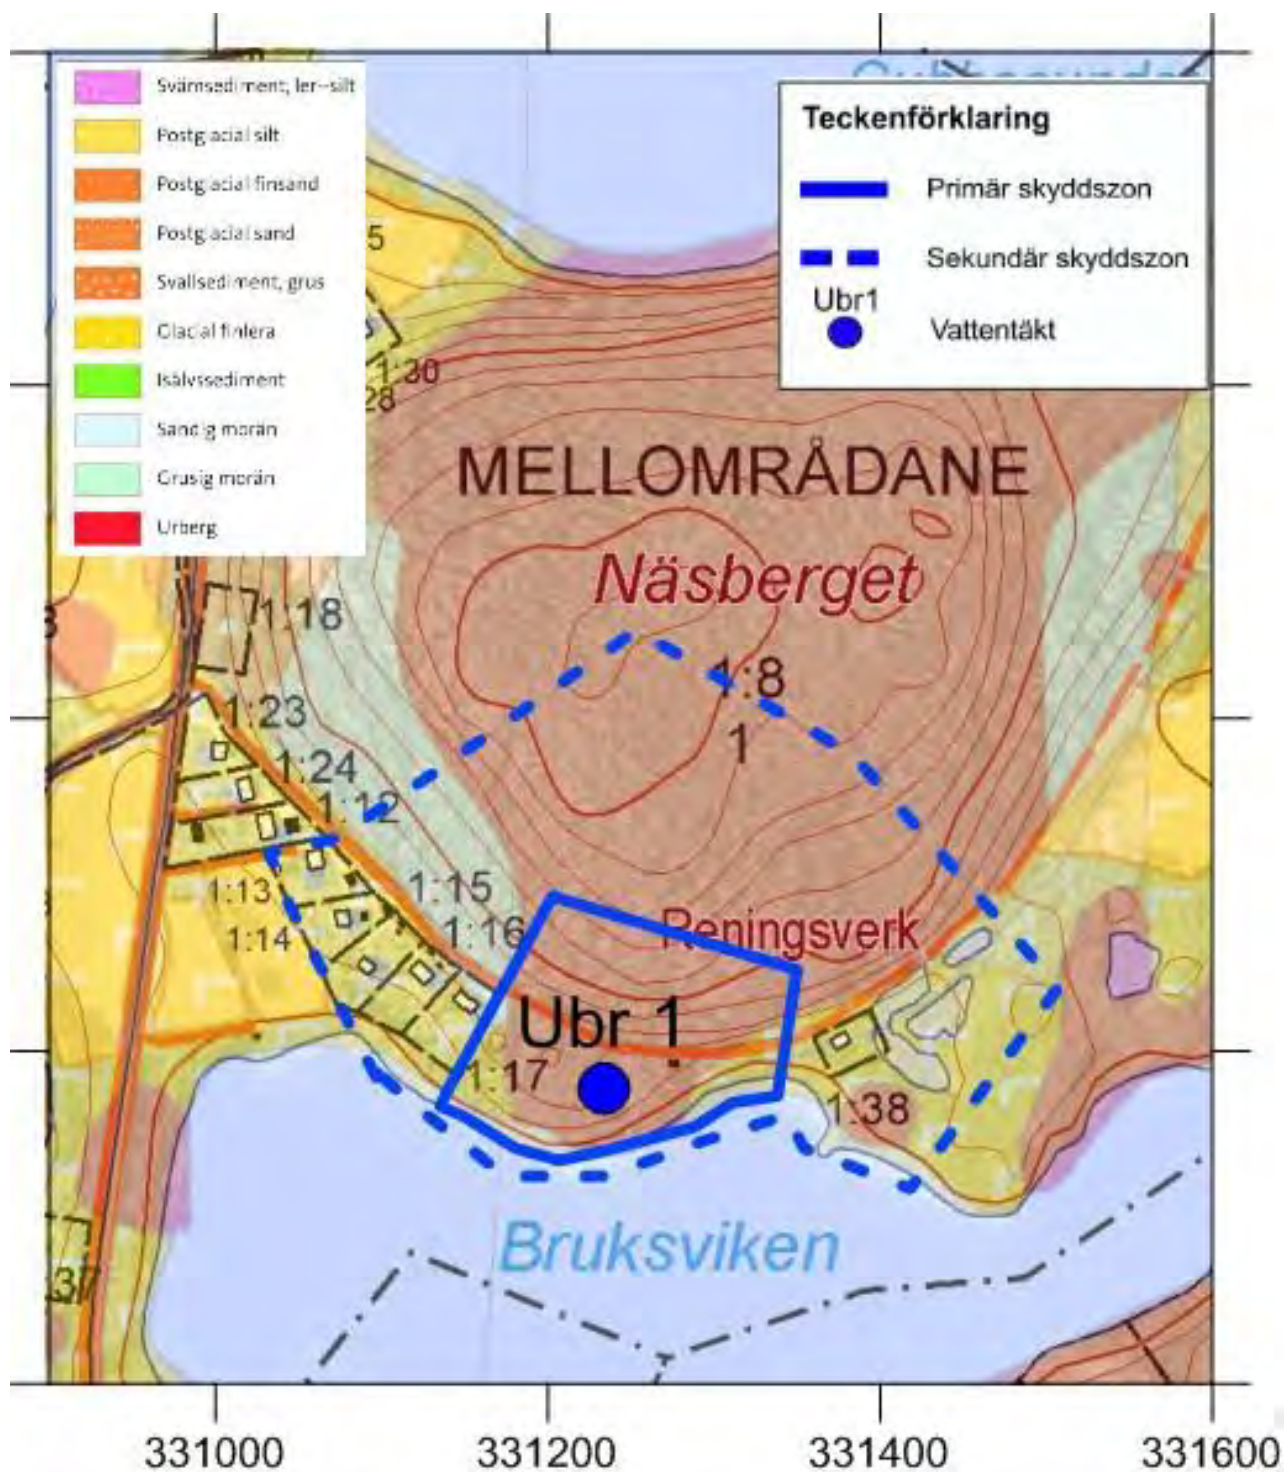 Svämsediment, ler--silt
Postglacial silt
Postglacial finsand
Postglacial sand
Svallsediment, grus
Glacial finlera
Isälvssediment
Sandig morän
Grusig morän
Urberg
Teckenförklaring
Primär skyddszon
Sekundär skyddszon
Ubr1
Vattentäkt
5
1:30
28
MELLOMRÅDANE
Näsberget
1:18
1:8
1
1:23
1:24
1:12
1:13
1:15
1:14
1:16
Reningsverk
Ubr 1
1:17
1:38
Bruksviken
37
331000
331200
331400
331600